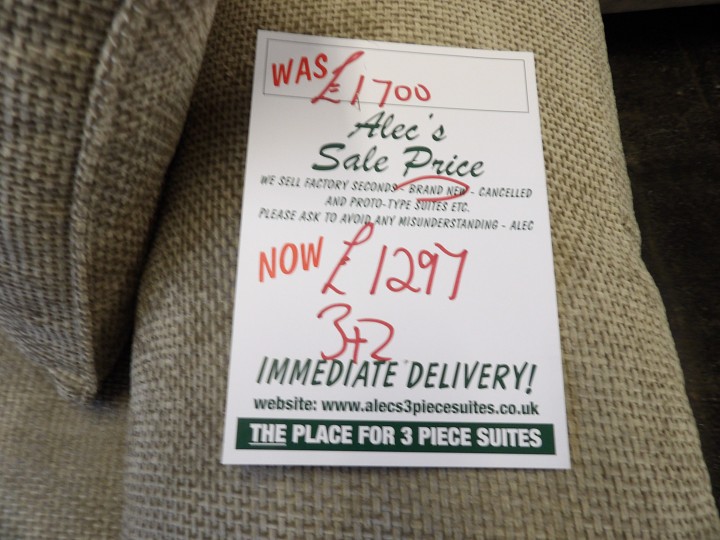 WAS £1700
Alec's
Sale Price
WE SELL FACTORY SECONDS - BRAND NEW - CANCELLED
AND PROTO-TYPE SUITES ETC.
PLEASE ASK TO AVOID ANY MISUNDERSTANDING - ALEC
NOW £1297
3+2
IMMEDIATE DELIVERY!
website: www.alecs3piecesuites.co.uk
THE PLACE FOR 3 PIECE SUITES